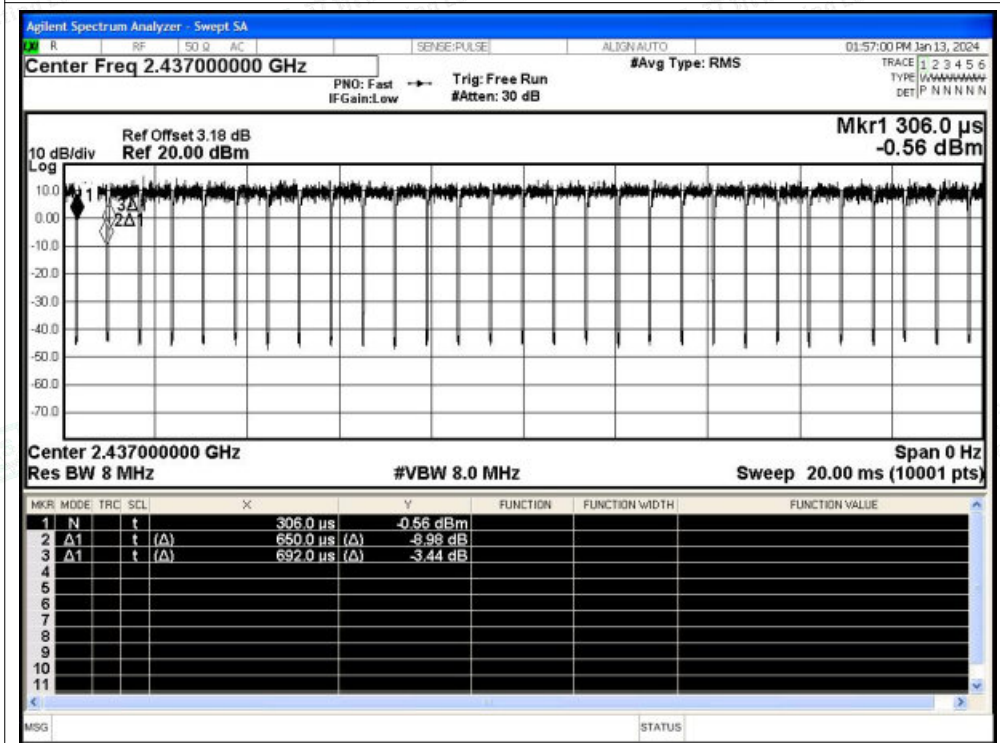 Agilent Spectrum Analyzer - Swept SA
LXI R RF 50 Ω AC SENSE:PULSE ALIGN AUTO 01:57:00 PM Jan 13, 2024
Center Freq 2.437000000 GHz #Avg Type: RMS TRACE 1 2 3 4 5 6
PNO: Fast Trig: Free Run TYPE WWWWWW
IFGain:Low #Atten: 30 dB DET P N N N N N
Mkr1 306.0 µs
Ref Offset 3.18 dB
10 dB/div Ref 20.00 dBm -0.56 dBm
Log
10.0
1
3Δ1
0.00
2Δ1
-10.0
-20.0
-30.0
-40.0
-50.0
-60.0
-70.0
Center 2.437000000 GHz Span 0 Hz
Res BW 8 MHz #VBW 8.0 MHz Sweep 20.00 ms (10001 pts)
MKR MODE TRC SCL X Y FUNCTION FUNCTION WIDTH FUNCTION VALUE
1 N t 306.0 µs -0.56 dBm
2 Δ1 t (Δ) 650.0 µs (Δ) -8.98 dB
3 Δ1 t (Δ) 692.0 µs (Δ) -3.44 dB
4
5
6
7
8
9
10
11
MSG STATUS